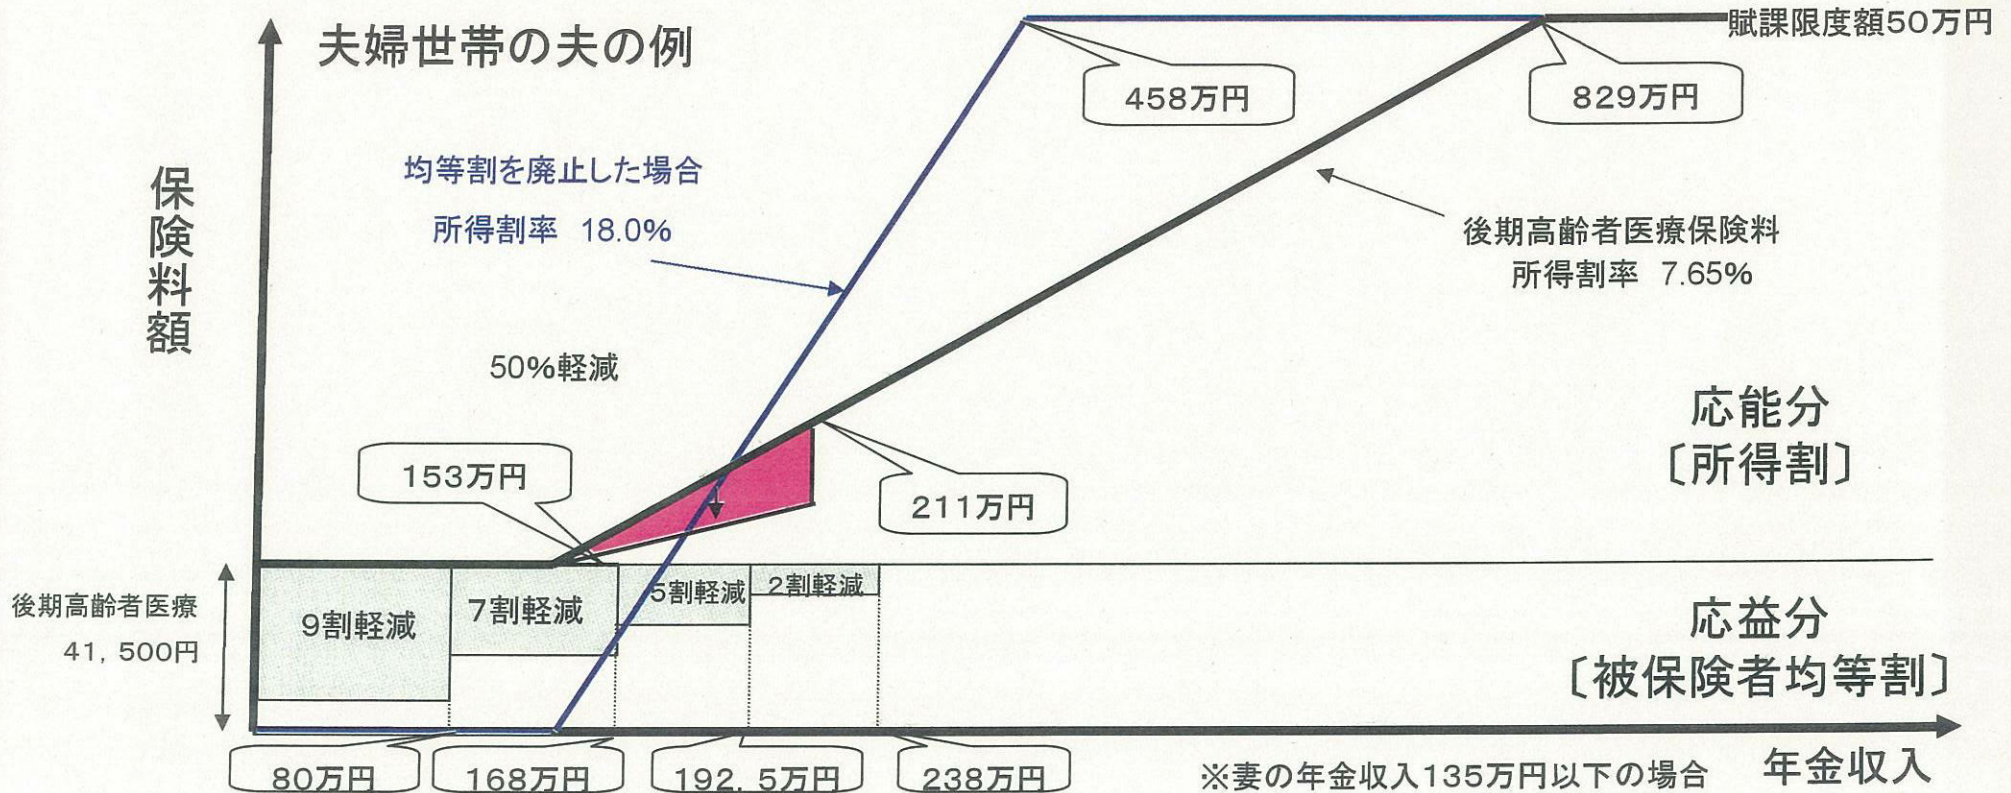 夫婦世帯の夫の例
賦課限度額50万円
458万円
829万円
保険料額
均等割を廃止した場合
所得割率 18.0%
後期高齢者医療保険料
所得割率 7.65%
50%軽減
応能分
〔所得割〕
153万円
211万円
後期高齢者医療
41,500円
9割軽減
7割軽減
5割軽減
2割軽減
応益分
〔被保険者均等割〕
80万円
168万円
192.5万円
238万円
※妻の年金収入135万円以下の場合
年金収入